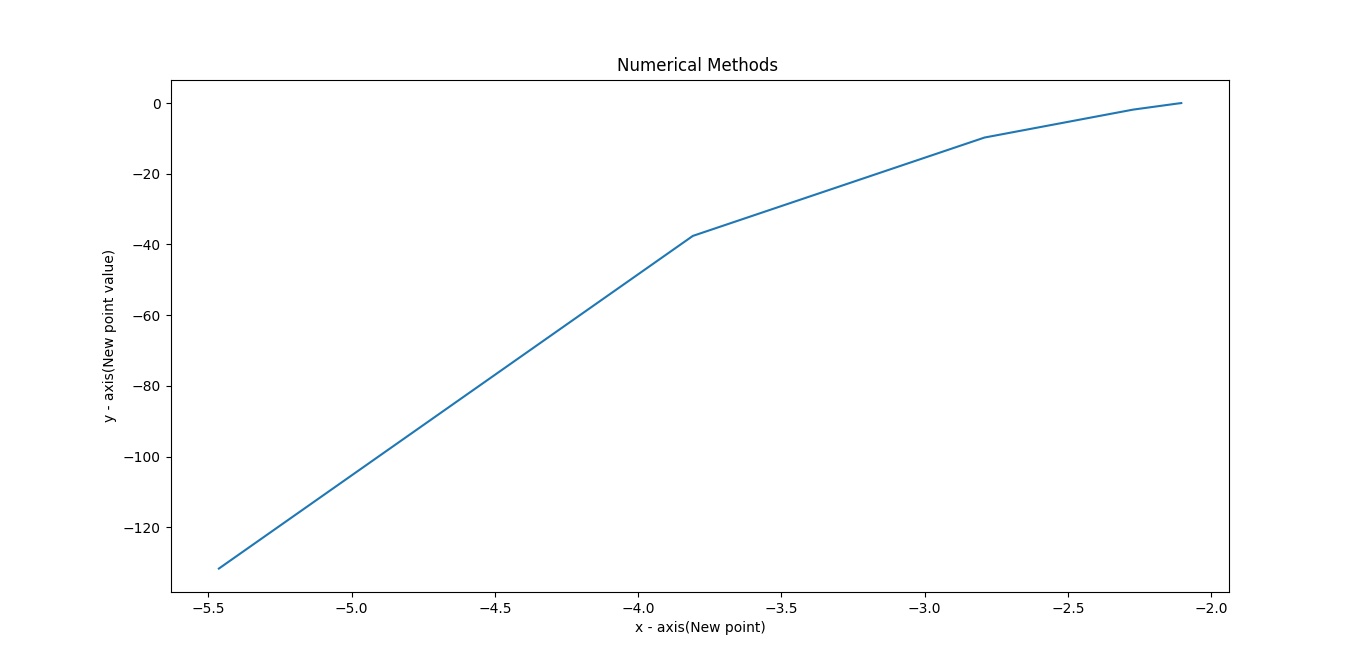 Numerical Methods
0
−20
−40
−60
−80
−100
−120
y - axis(New point value)
−5.5 −5.0 −4.5 −4.0 −3.5 −3.0 −2.5 −2.0
x - axis(New point)